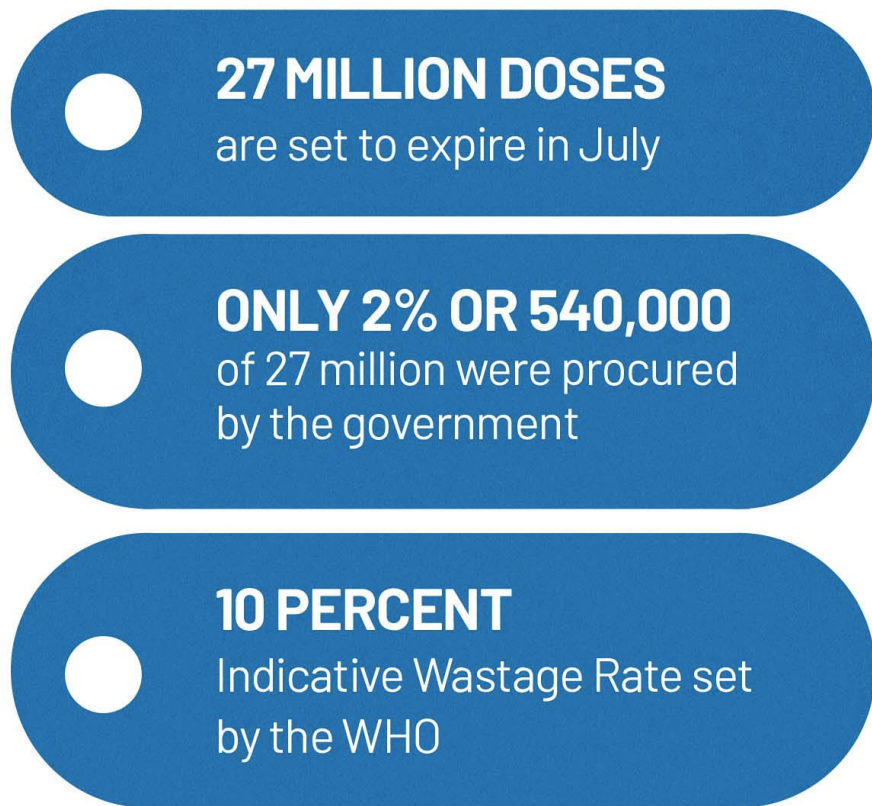 27 MILLION DOSES
are set to expire in July
ONLY 2% OR 540,000
of 27 million were procured
by the government
10 PERCENT
Indicative Wastage Rate set
by the WHO